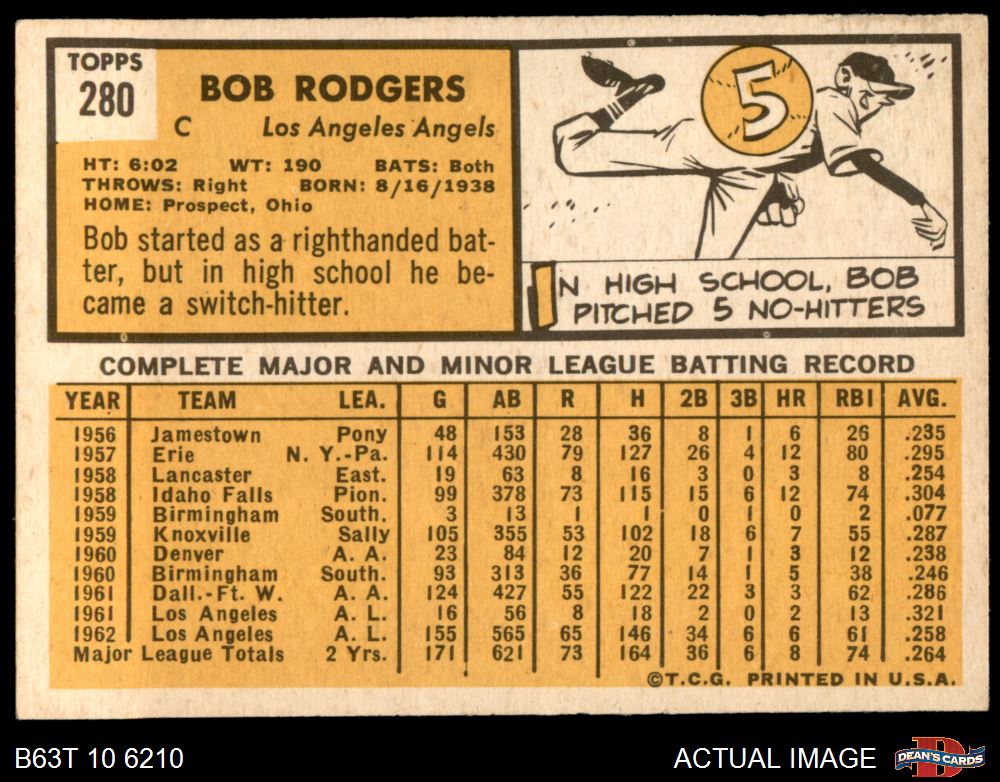 TOPPS
280
BOB RODGERS
C Los Angeles Angels
HT: 6:02 WT: 190 BATS: Both
THROWS: Right BORN: 8/16/1938
HOME: Prospect, Ohio
Bob started as a righthanded bat-
ter, but in high school he be-
came a switch-hitter.
5
IN HIGH SCHOOL, BOB
PITCHED 5 NO-HITTERS
COMPLETE MAJOR AND MINOR LEAGUE BATTING RECORD
YEAR TEAM LEA. G AB R H 2B 3B HR RBI AVG.
1956 Jamestown Pony 48 153 28 36 8 1 6 26 .235
1957 Erie N. Y.-Pa. 114 430 79 127 26 4 12 80 .295
1958 Lancaster East. 19 63 8 16 3 0 3 8 .254
1958 Idaho Falls Pion. 99 378 73 115 15 6 12 74 .304
1959 Birmingham South. 3 13 1 1 0 1 0 2 .077
1959 Knoxville Sally 105 355 53 102 18 6 7 55 .287
1960 Denver A. A. 23 84 12 20 7 1 3 12 .238
1960 Birmingham South. 93 313 36 77 14 1 5 38 .246
1961 Dall.-Ft. W. A. A. 124 427 55 122 22 3 3 62 .286
1961 Los Angeles A. L. 16 56 8 18 2 0 2 13 .321
1962 Los Angeles A. L. 155 565 65 146 34 6 6 61 .258
Major League Totals 2 Yrs. 171 621 73 164 36 6 8 74 .264
©T.C.G. PRINTED IN U.S.A.
B63T 10 6210
ACTUAL IMAGE
D
DEAN'S CARDS